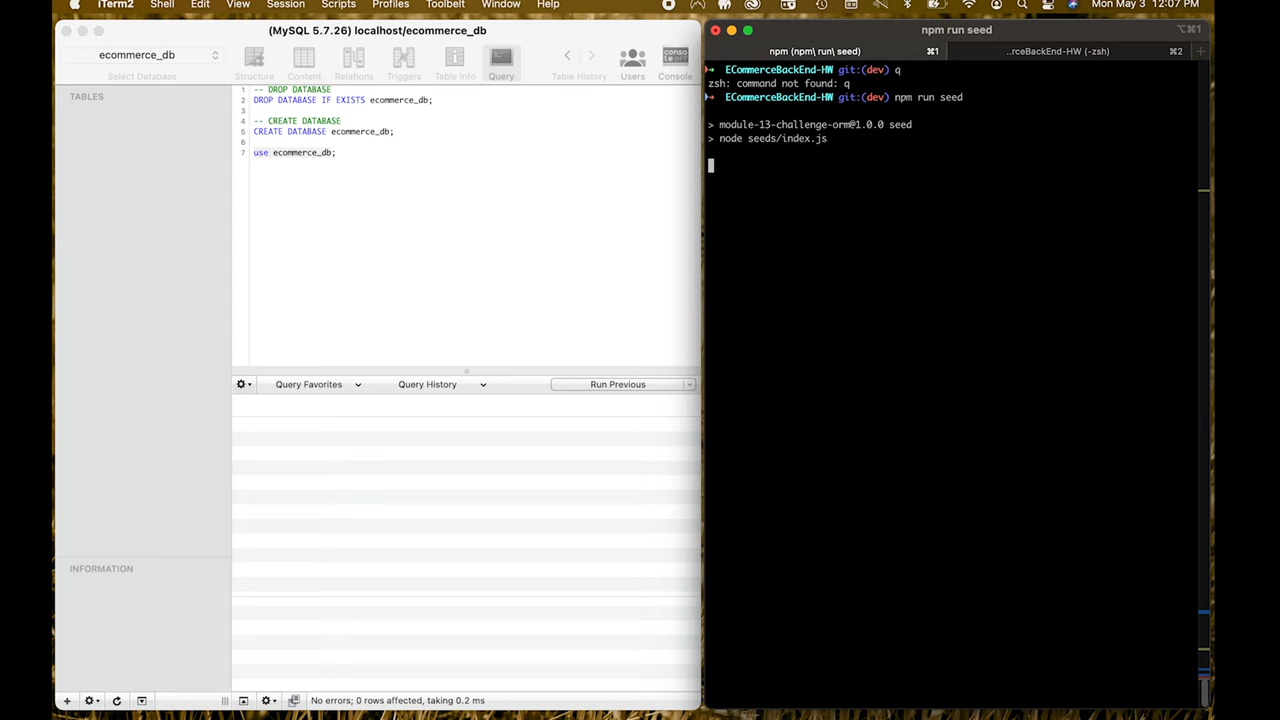 iTerm2 Shell Edit View Session Scripts Profiles Toolbelt Window Help Mon May 3 12:07 PM
(MySQL 5.7.26) localhost/ecommerce_db
ecommerce_db
Select Database
Structure Content Relations Triggers Table Info Query Table History Users Console
conso
le off
TABLES
1 -- DROP DATABASE
2 DROP DATABASE IF EXISTS ecommerce_db;
3
4 -- CREATE DATABASE
5 CREATE DATABASE ecommerce_db;
6
7 use ecommerce_db;
Query Favorites Query History Run Previous
INFORMATION
No errors; 0 rows affected, taking 0.2 ms
npm run seed
⌥⌘1
npm (npm\ run\ seed) ⌘1 ..rceBackEnd-HW (-zsh) ⌘2
→ ECommerceBackEnd-HW git:(dev) q
zsh: command not found: q
→ ECommerceBackEnd-HW git:(dev) npm run seed
> module-13-challenge-orm@1.0.0 seed
> node seeds/index.js